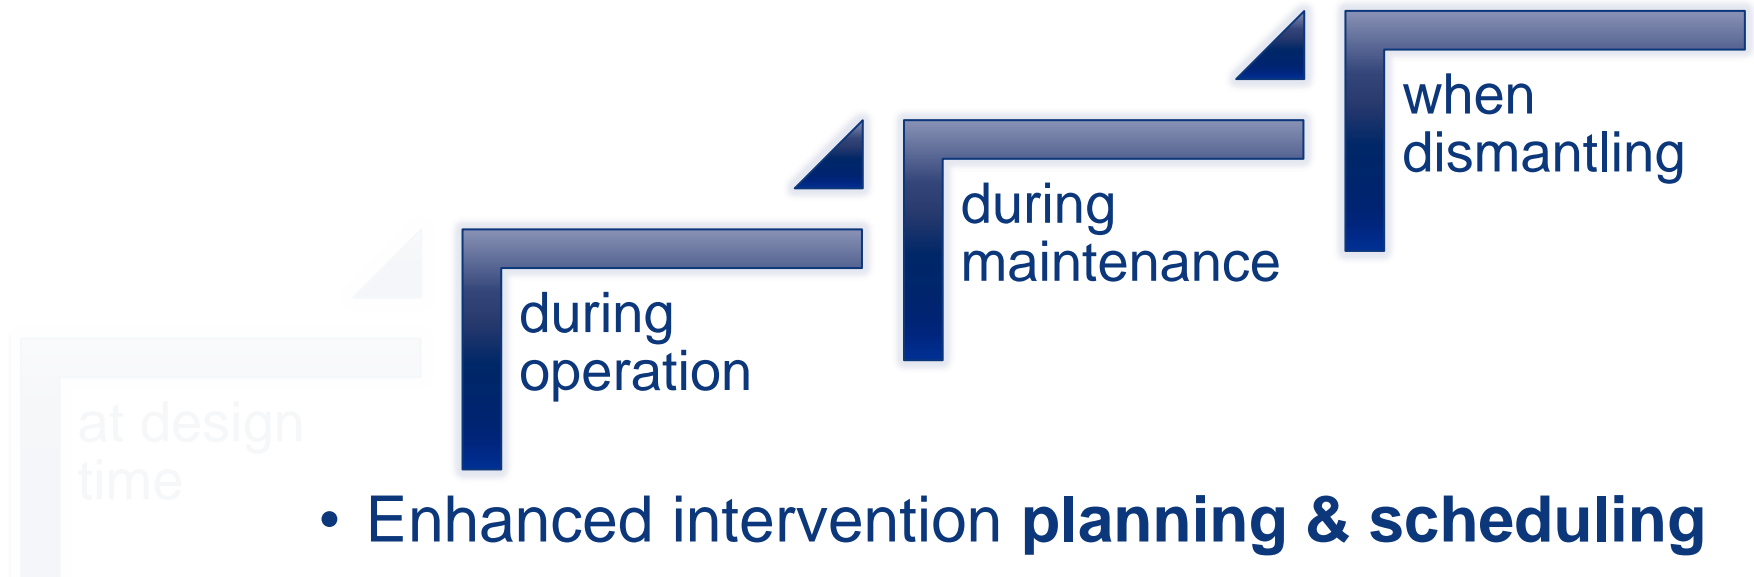 when
dismantling
during
maintenance
during
operation
at design
time
• Enhanced intervention planning & scheduling